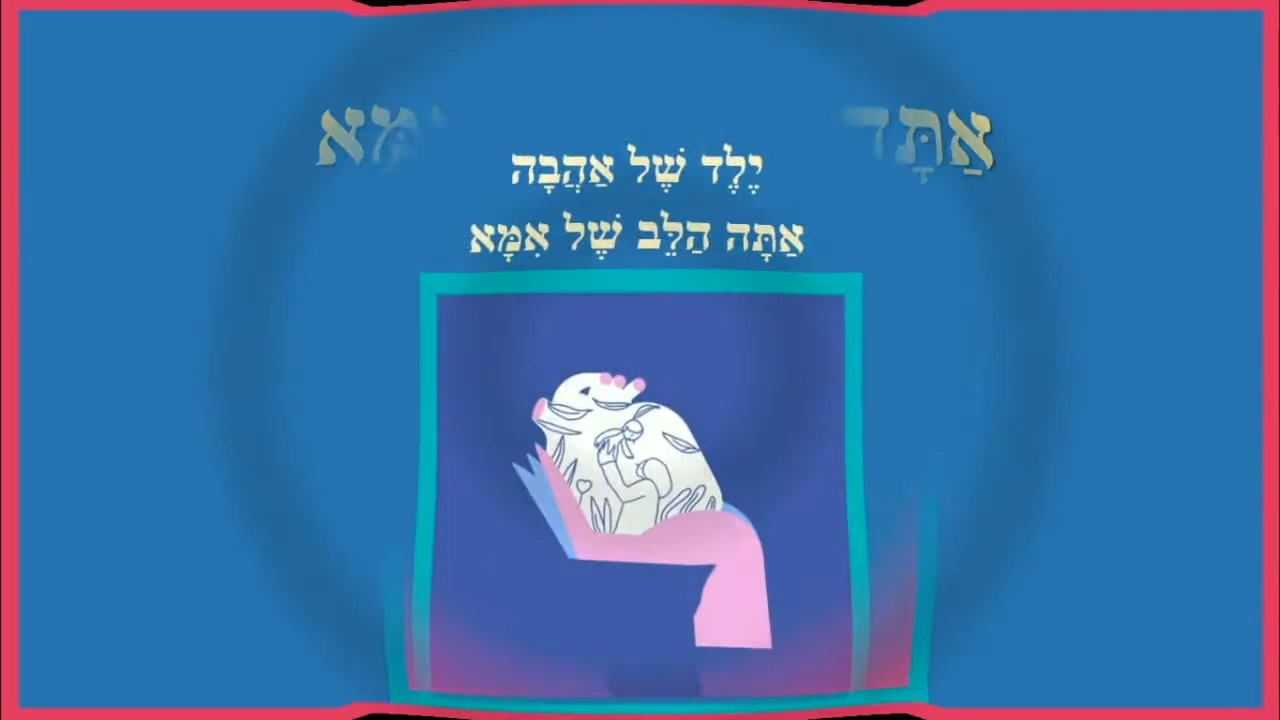 יֶלֶד שֶׁל אַהֲבָה
אַתָּה הַלֵּב שֶׁל אִמָּא